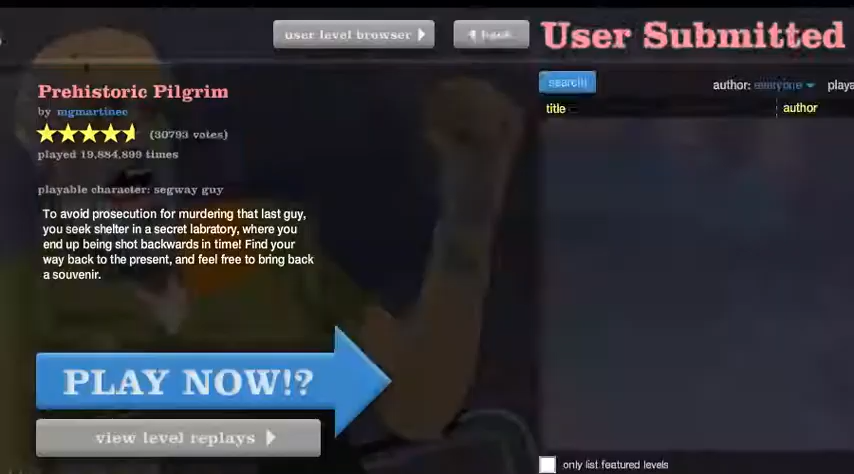 user level browser
back
User Submitted
Prehistoric Pilgrim
by mgmartinec
(30793 votes)
played 19,884,899 times
playable character: segway guy
To avoid prosecution for murdering that last guy,
you seek shelter in a secret labratory, where you
end up being shot backwards in time! Find your
way back to the present, and feel free to bring back
a souvenir.
PLAY NOW!?
view level replays
search
author: everyone playe
title
author
only list featured levels